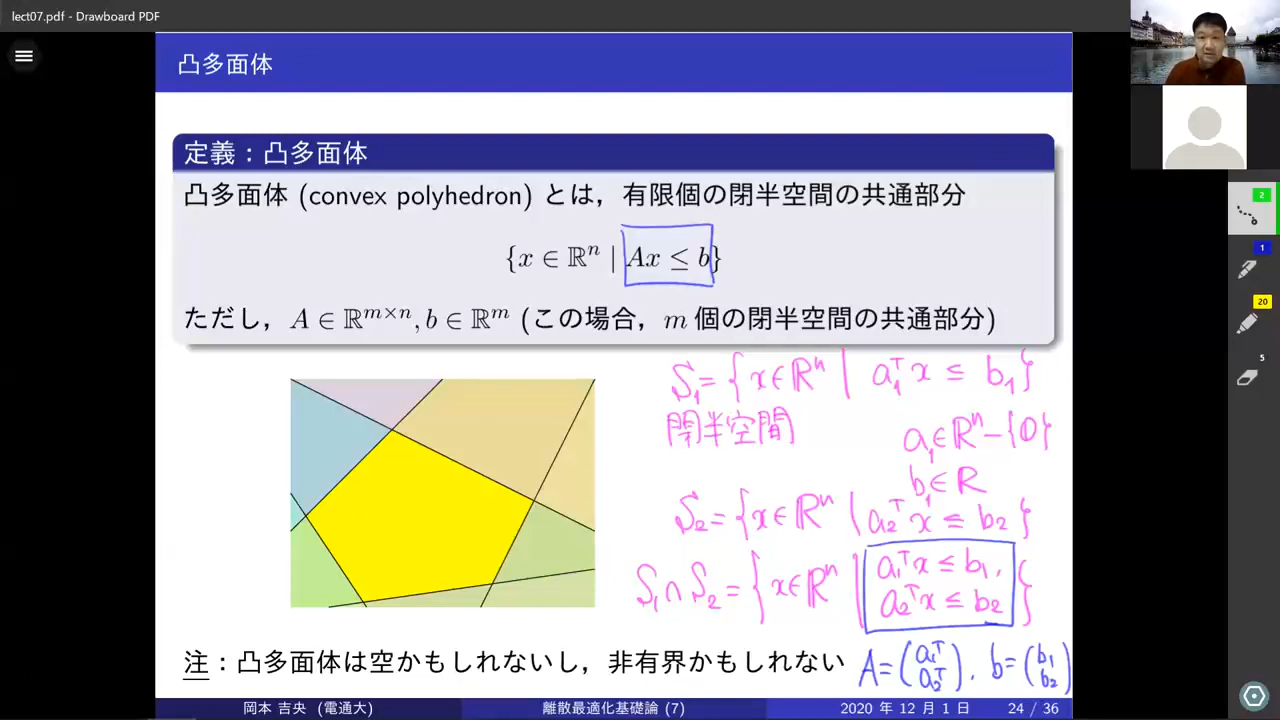 lect07.pdf - Drawboard PDF
凸多面体
定義：凸多面体
凸多面体 (convex polyhedron) とは，有限個の閉半空間の共通部分
{x ∈ ℝⁿ | Ax ≤ b}
ただし，A ∈ ℝᵐˣⁿ, b ∈ ℝᵐ (この場合，m 個の閉半空間の共通部分)
S₁ = {x ∈ ℝⁿ | a₁ᵀx ≤ b₁}
閉半空間
a₁ ∈ ℝⁿ − {0}
b₁ ∈ ℝ
S₂ = {x ∈ ℝⁿ | a₂ᵀx ≤ b₂}
S₁ ∩ S₂ = {x ∈ ℝⁿ | a₁ᵀx ≤ b₁,
a₂ᵀx ≤ b₂}
注：凸多面体は空かもしれないし，非有界かもしれない
A = (a₁ᵀ a₂ᵀ), b = (b₁ b₂)
岡本 吉央 (電通大) 離散最適化基礎論 (7) 2020 年 12 月 1 日 24 / 36
2
1
20
5